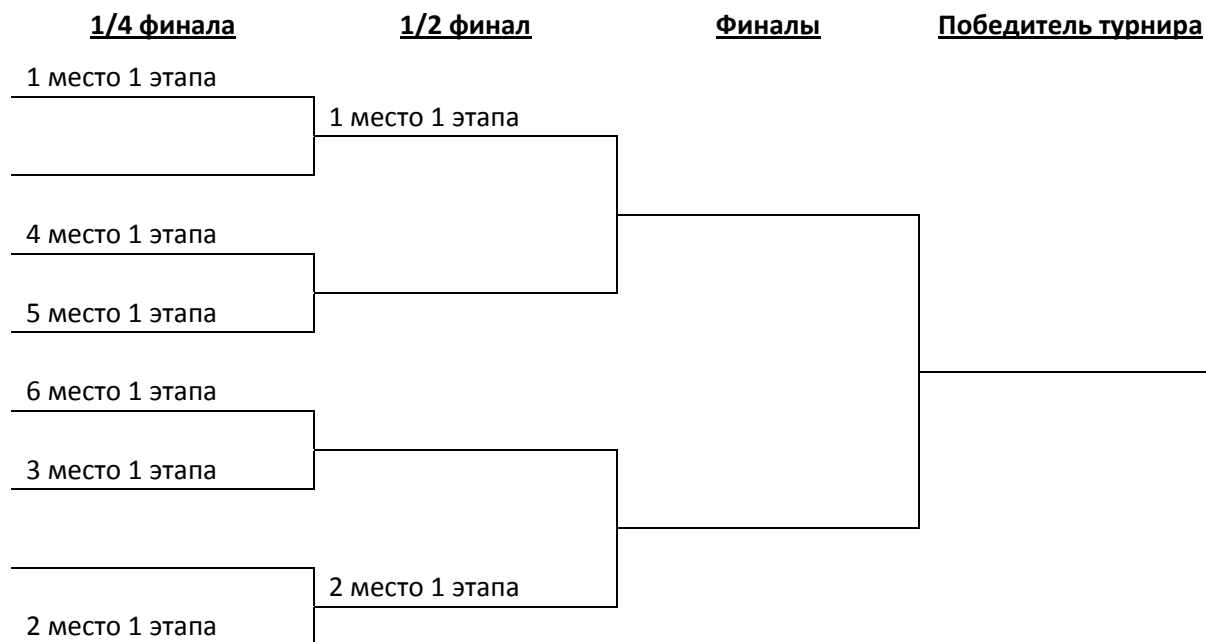 1/4 финала 1/2 финал Финалы Победитель турнира
1 место 1 этапа
1 место 1 этапа
4 место 1 этапа
5 место 1 этапа
6 место 1 этапа
3 место 1 этапа
2 место 1 этапа
2 место 1 этапа